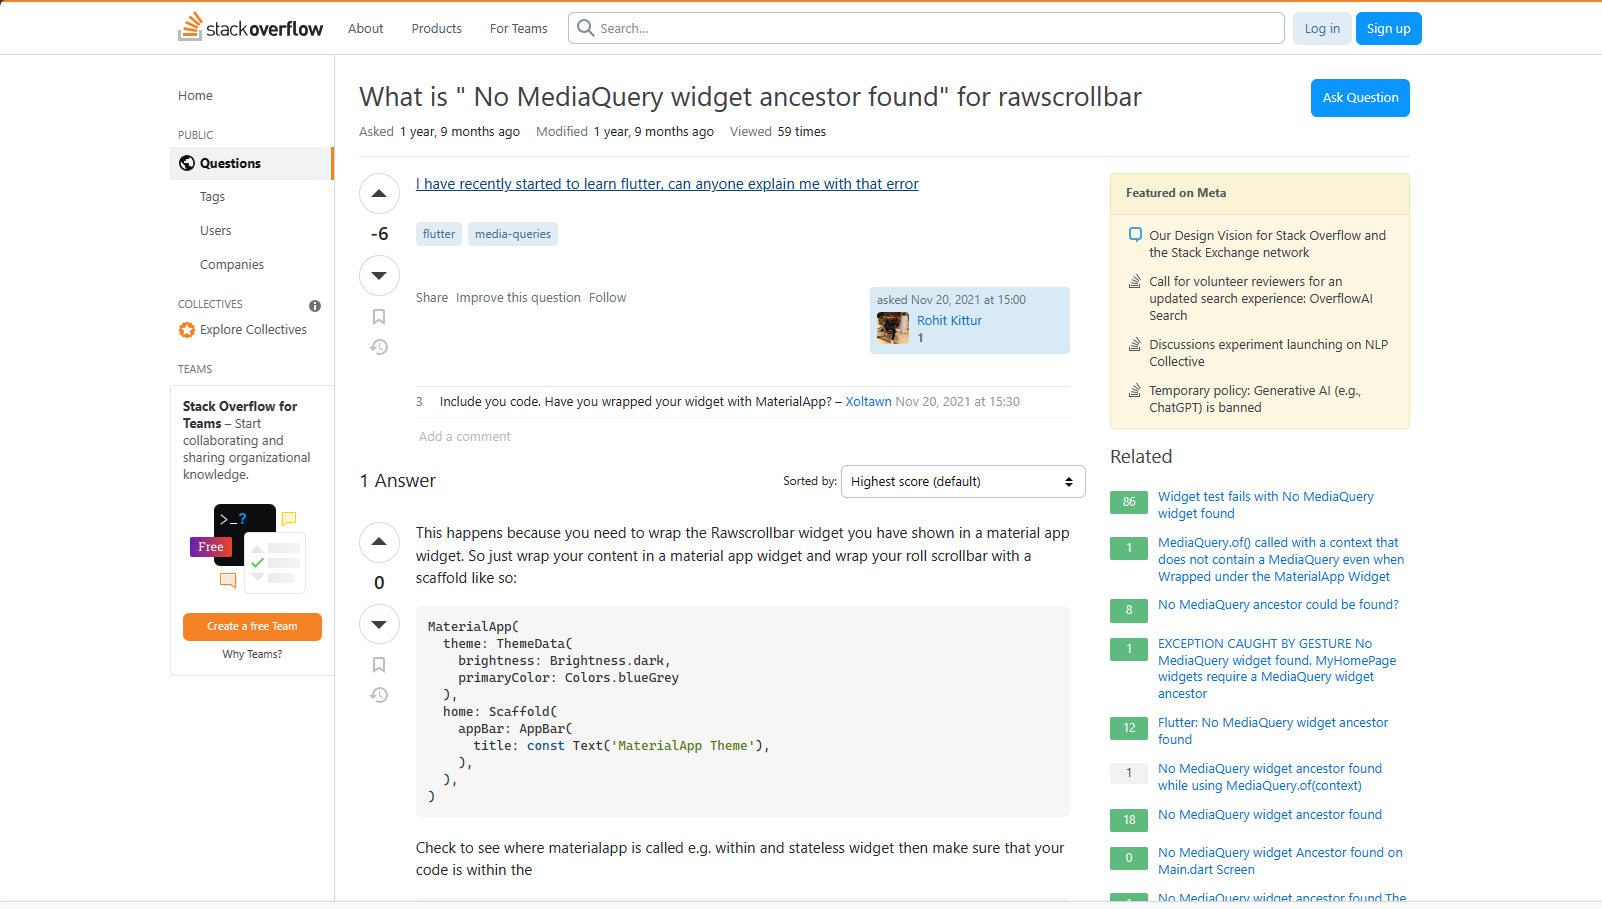 stackoverflow
About
Products
For Teams
Search...
Log in
Sign up
Home
PUBLIC
Questions
Tags
Users
Companies
COLLECTIVES
Explore Collectives
TEAMS
Stack Overflow for
Teams – Start
collaborating and
sharing organizational
knowledge.
>_?
Free
Create a free Team
Why Teams?
What is " No MediaQuery widget ancestor found" for rawscrollbar
Ask Question
Asked 1 year, 9 months ago Modified 1 year, 9 months ago Viewed 59 times
-6
I have recently started to learn flutter, can anyone explain me with that error
flutter media-queries
Share Improve this question Follow
asked Nov 20, 2021 at 15:00
Rohit Kittur
1
3 Include you code. Have you wrapped your widget with MaterialApp? – Xoltawn Nov 20, 2021 at 15:30
Add a comment
1 Answer
Sorted by: Highest score (default)
0
This happens because you need to wrap the Rawscrollbar widget you have shown in a material app
widget. So just wrap your content in a material app widget and wrap your roll scrollbar with a
scaffold like so:
MaterialApp(
  theme: ThemeData(
    brightness: Brightness.dark,
    primaryColor: Colors.blueGrey
  ),
  home: Scaffold(
    appBar: AppBar(
      title: const Text('MaterialApp Theme'),
    ),
  ),
)
Check to see where materialapp is called e.g. within and stateless widget then make sure that your
code is within the
Featured on Meta
Our Design Vision for Stack Overflow and
the Stack Exchange network
Call for volunteer reviewers for an
updated search experience: OverflowAI
Search
Discussions experiment launching on NLP
Collective
Temporary policy: Generative AI (e.g.,
ChatGPT) is banned
Related
86 Widget test fails with No MediaQuery
widget found
1 MediaQuery.of() called with a context that
does not contain a MediaQuery even when
Wrapped under the MaterialApp Widget
8 No MediaQuery ancestor could be found?
1 EXCEPTION CAUGHT BY GESTURE No
MediaQuery widget found. MyHomePage
widgets require a MediaQuery widget
ancestor
12 Flutter: No MediaQuery widget ancestor
found
1 No MediaQuery widget ancestor found
while using MediaQuery.of(context)
18 No MediaQuery widget ancestor found
0 No MediaQuery widget Ancestor found on
Main.dart Screen
No MediaQuery widget ancestor found.The